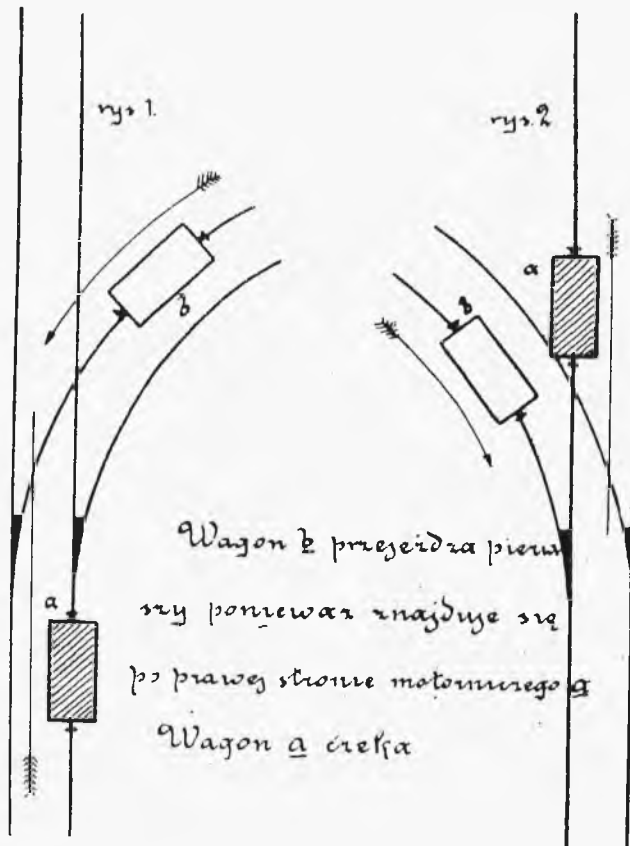 rys. 1.
rys. 2
a
b
b
a
Wagon b przejeżdża pierw
szy ponieważ znajduje się
po prawej stronie motorniczego a
Wagon a czeka